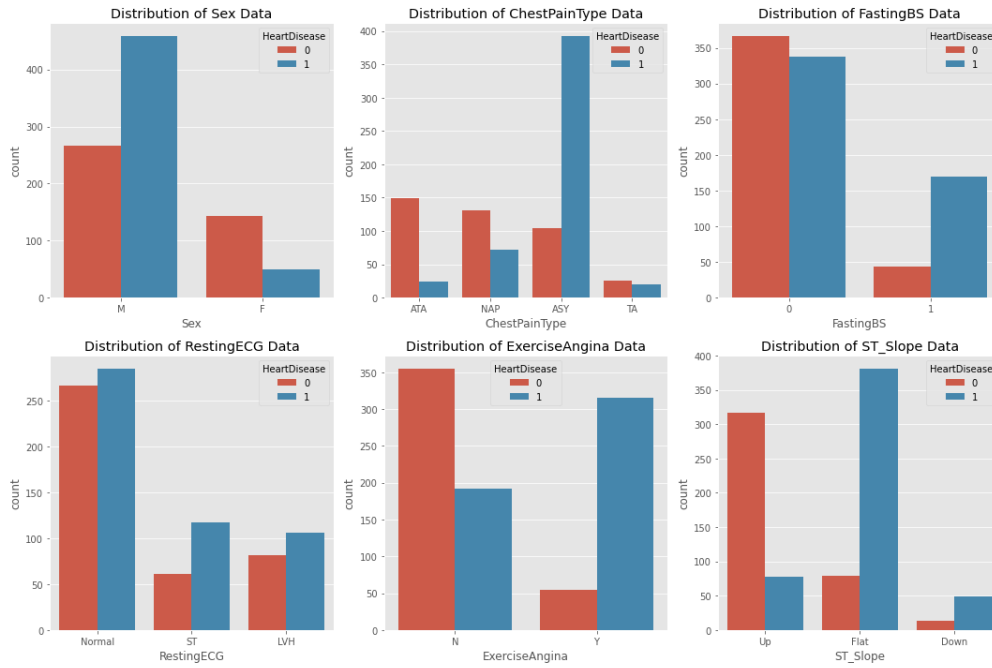 Distribution of Sex Data
HeartDisease
0
1
400
300
200
100
0
count
M
F
Sex
Distribution of ChestPainType Data
HeartDisease
0
1
400
350
300
250
200
150
100
50
0
count
ATA
NAP
ASY
TA
ChestPainType
Distribution of FastingBS Data
HeartDisease
0
1
350
300
250
200
150
100
50
0
count
0
1
FastingBS
Distribution of RestingECG Data
HeartDisease
0
1
250
200
150
100
50
0
count
Normal
ST
LVH
RestingECG
Distribution of ExerciseAngina Data
HeartDisease
0
1
350
300
250
200
150
100
50
0
count
N
Y
ExerciseAngina
Distribution of ST_Slope Data
HeartDisease
0
1
400
350
300
250
200
150
100
50
0
count
Up
Flat
Down
ST_Slope